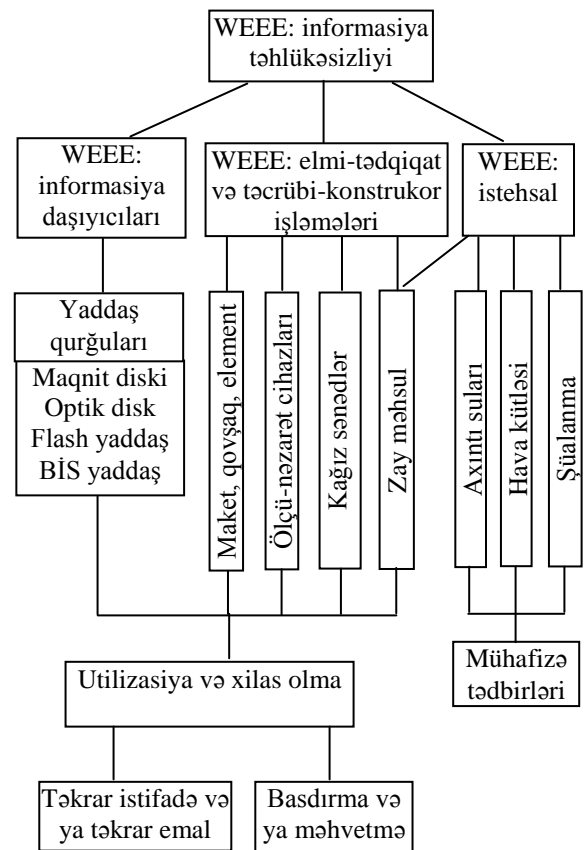 WEEE: informasiya
təhlükəsizliyi
WEEE:
informasiya
daşıyıcıları
WEEE: elmi-tədqiqat
və təcrübi-konstrukor
işləmələri
WEEE:
istehsal
Yaddaş
qurğuları
Maqnit diski
Optik disk
Flash yaddaş
BİS yaddaş
Maket, qovşaq, element
Ölçü-nəzarət cihazları
Kağız sənədlər
Zay məhsul
Axıntı suları
Hava kütləsi
Şüalanma
Utilizasiya və xilas olma
Mühafizə
tədbirləri
Təkrar istifadə və
ya təkrar emal
Basdırma və
ya məhvetmə